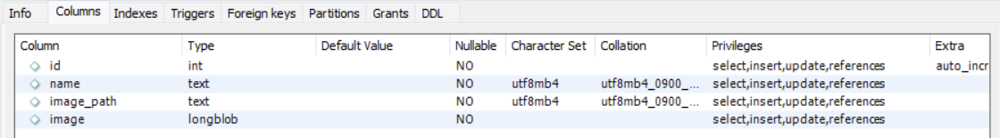 Info Columns Indexes Triggers Foreign keys Partitions Grants DDL
Column Type Default Value Nullable Character Set Collation Privileges Extra
id int NO select,insert,update,references auto_incr
name text NO utf8mb4 utf8mb4_0900_... select,insert,update,references
image_path text NO utf8mb4 utf8mb4_0900_... select,insert,update,references
image longblob NO select,insert,update,references